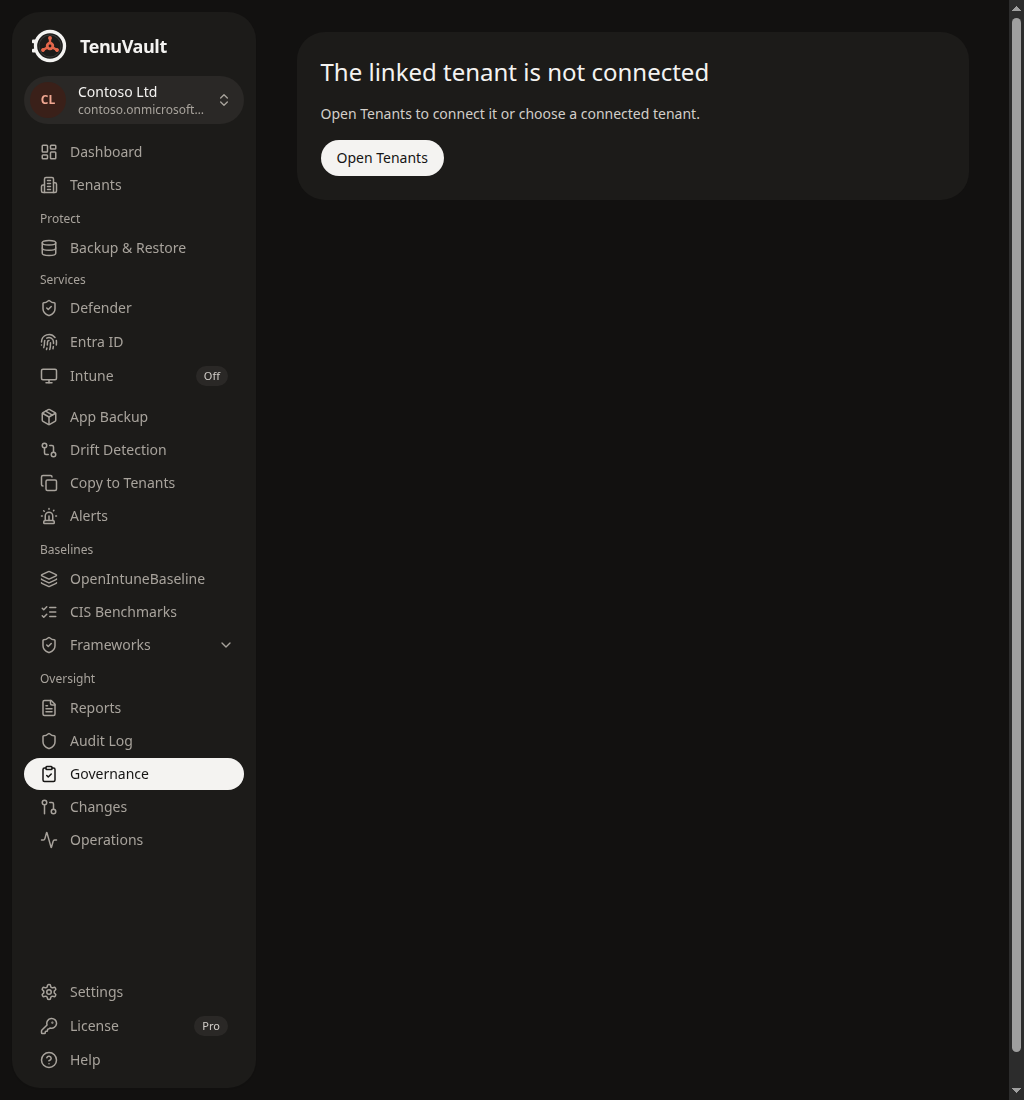 TenuVault
CL
Contoso Ltd
contoso.onmicrosoft...
Dashboard
Tenants
Protect
Backup & Restore
Services
Defender
Entra ID
Intune
Off
App Backup
Drift Detection
Copy to Tenants
Alerts
Baselines
OpenIntuneBaseline
CIS Benchmarks
Frameworks
Oversight
Reports
Audit Log
Governance
Changes
Operations
Settings
License
Pro
Help
The linked tenant is not connected
Open Tenants to connect it or choose a connected tenant.
Open Tenants